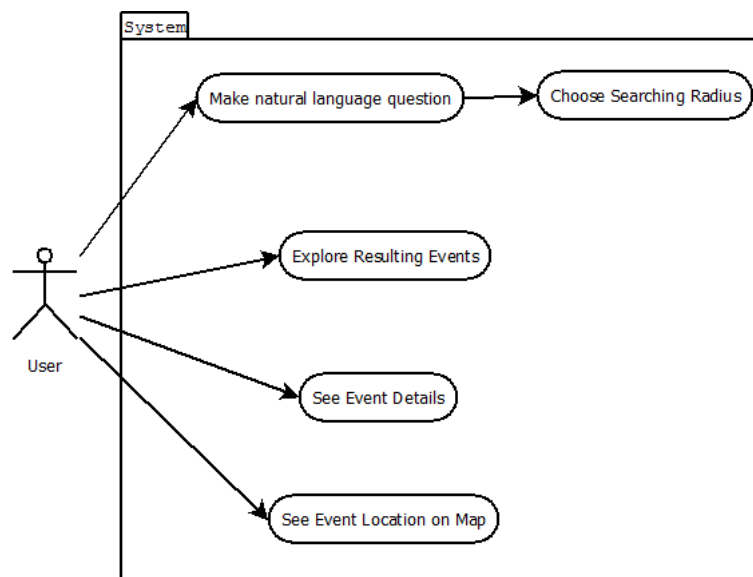 System
Make natural language question
Choose Searching Radius
Explore Resulting Events
User
See Event Details
See Event Location on Map